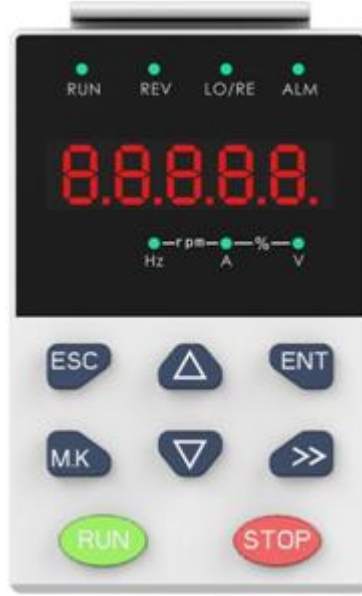 RUN REV LO/RE ALM
8.8.8.8.8.
rpm %
Hz A V
ESC ENT
M.K >>
RUN STOP